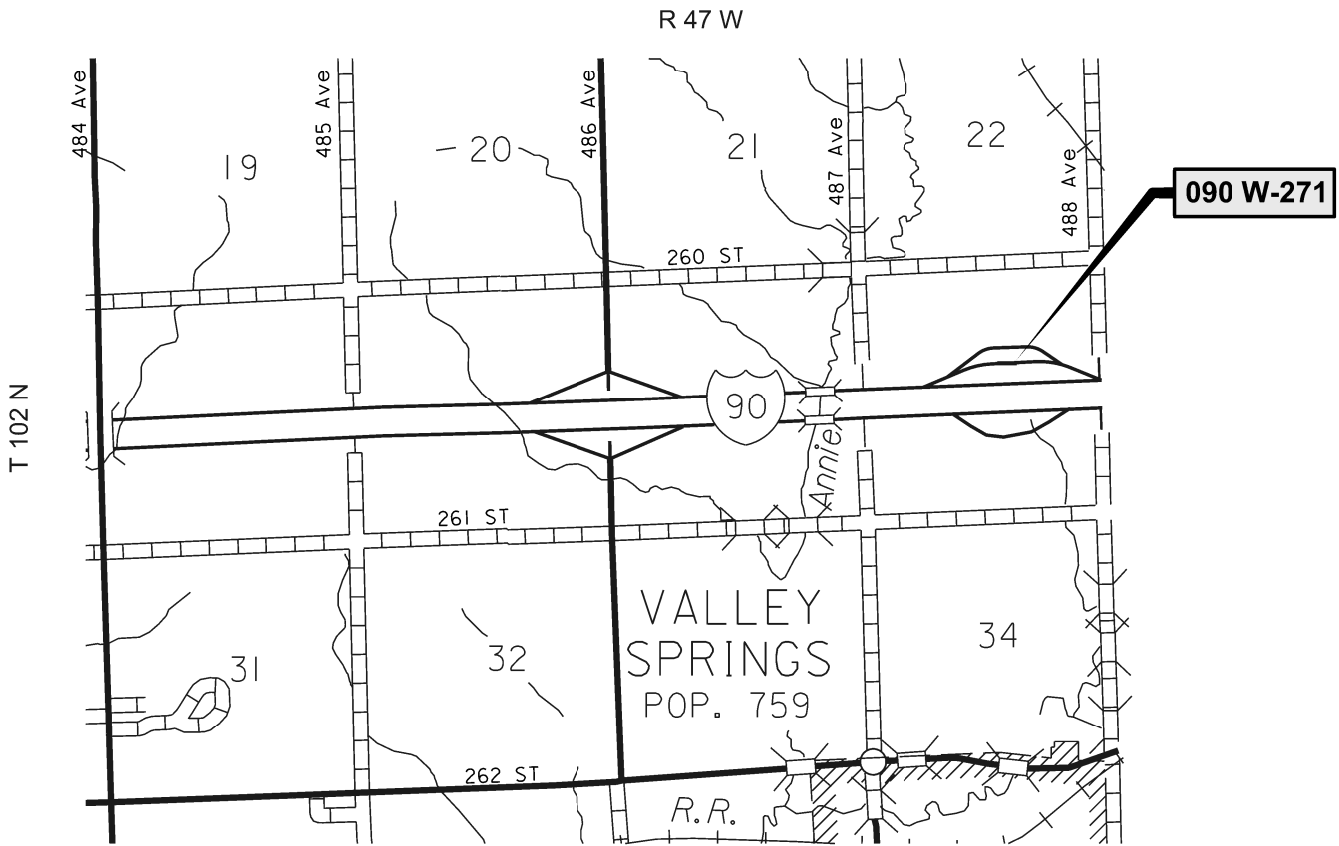 R 47 W
484 Ave
485 Ave
486 Ave
487 Ave
488 Ave
19
20
21
22
090 W-271
260 ST
T 102 N
90
Annie
261 ST
VALLEY
SPRINGS
POP. 759
31
32
34
262 ST
R.R.